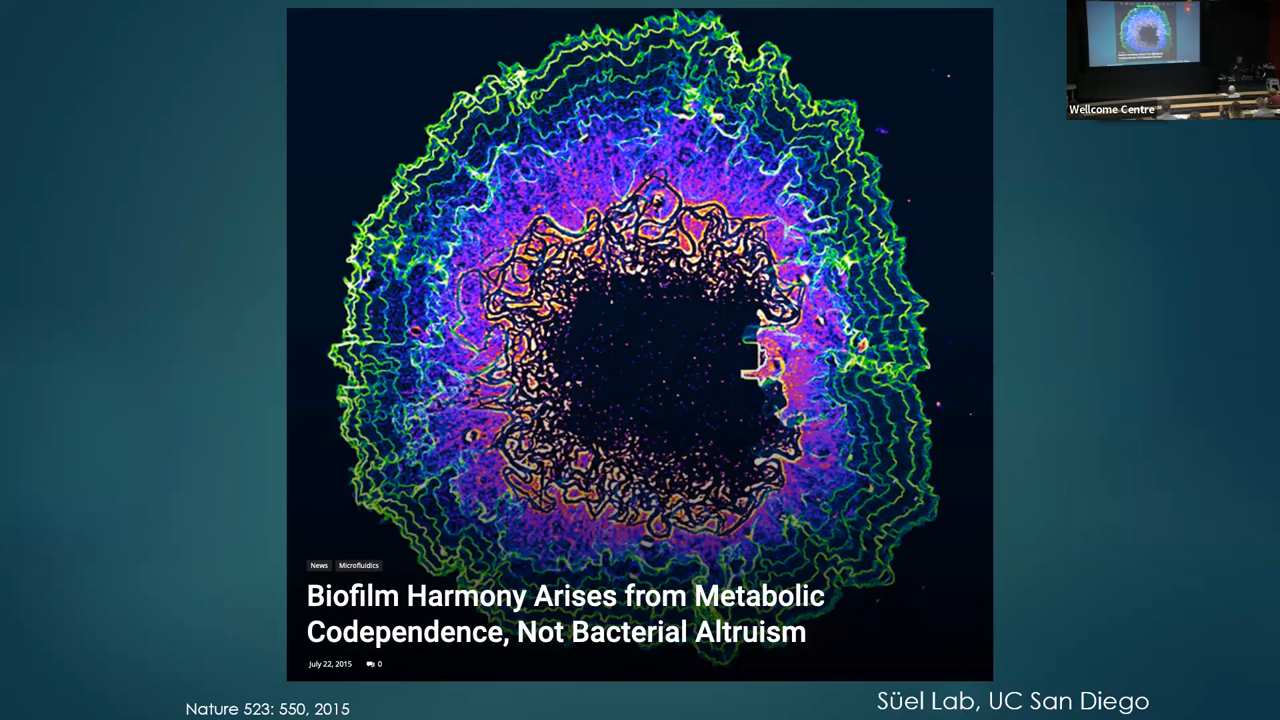 Wellcome Centre
News Microfluidics
Biofilm Harmony Arises from Metabolic
Codependence, Not Bacterial Altruism
July 22, 2015 0
Nature 523: 550, 2015
Süel Lab, UC San Diego